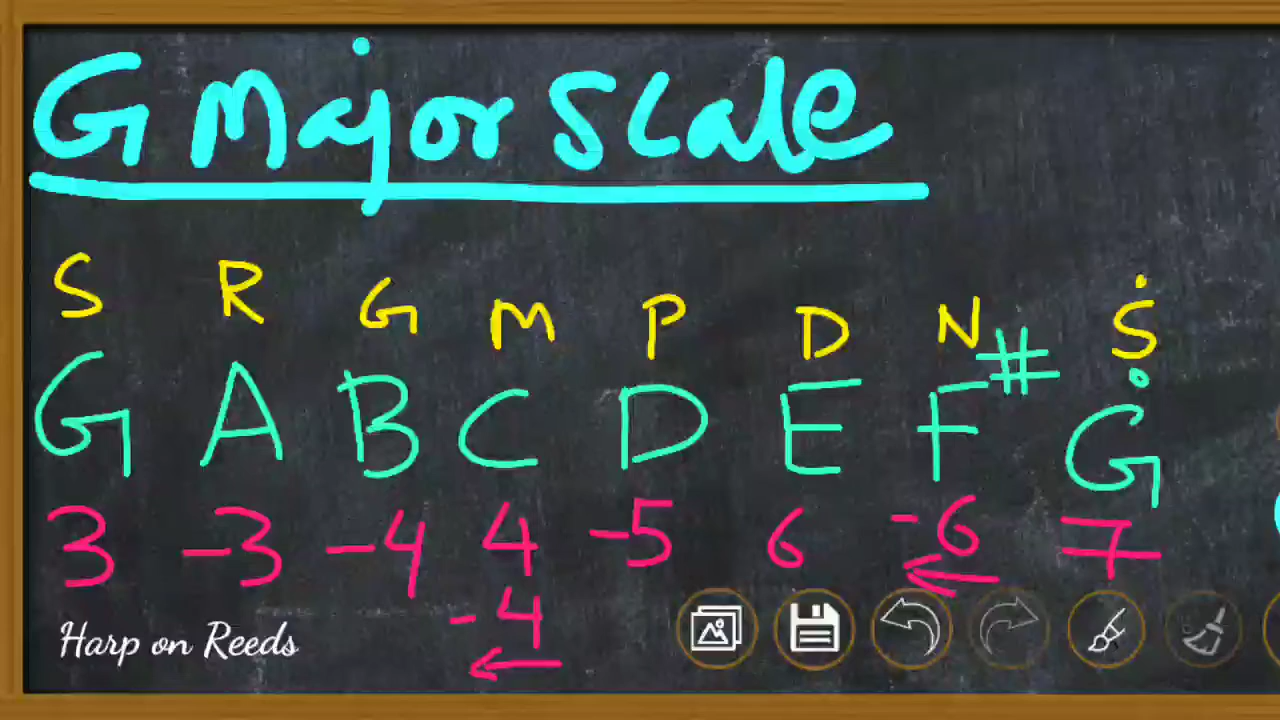 G Major Scale
S R G M P D N Ṡ
G A B C D E F# Ġ
3 -3 -4 4 -5 6 -6 7
← -4 ←
Harp on Reeds